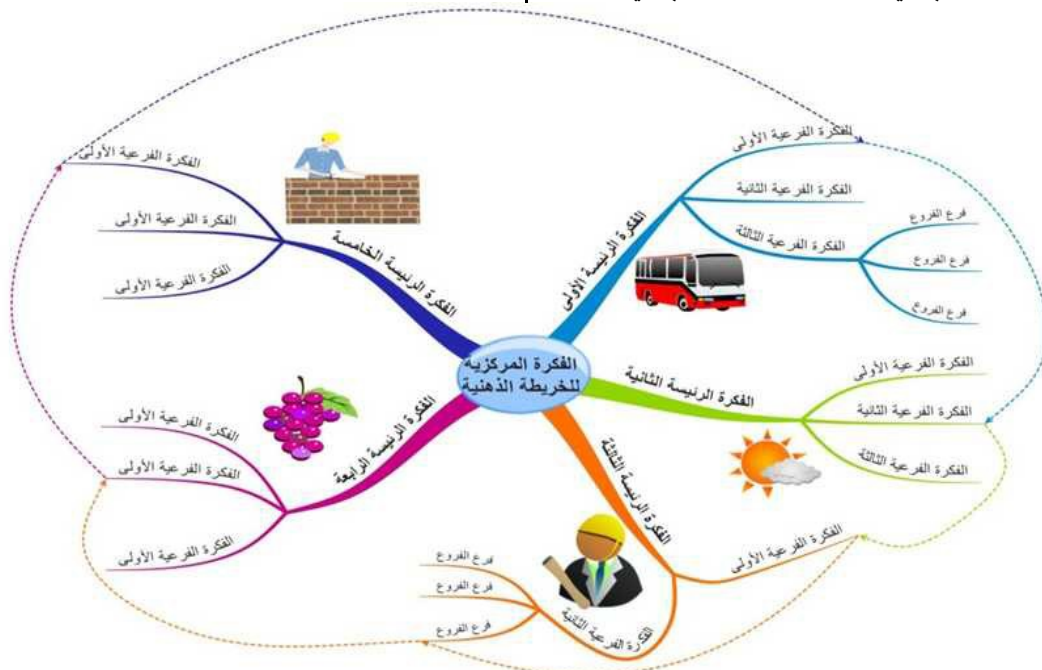 الفكرة المركزية
للخريطة الذهنية
الفكرة الرئيسة الأولى
الفكرة الفرعية الأولى
الفكرة الفرعية الثانية
الفكرة الفرعية الثالثة
فرع الفروع
فرع الفروع
فرع الفروع
الفكرة الرئيسة الثانية
الفكرة الفرعية الأولى
الفكرة الفرعية الثانية
الفكرة الفرعية الثالثة
الفكرة الرئيسة الثالثة
الفكرة الفرعية الأولى
الفكرة الفرعية الثانية
فرع الفروع
فرع الفروع
فرع الفروع
الفكرة الرئيسة الرابعة
الفكرة الفرعية الأولى
الفكرة الفرعية الأولى
الفكرة الفرعية الأولى
الفكرة الرئيسة الخامسة
الفكرة الفرعية الأولى
الفكرة الفرعية الأولى
الفكرة الفرعية الأولى